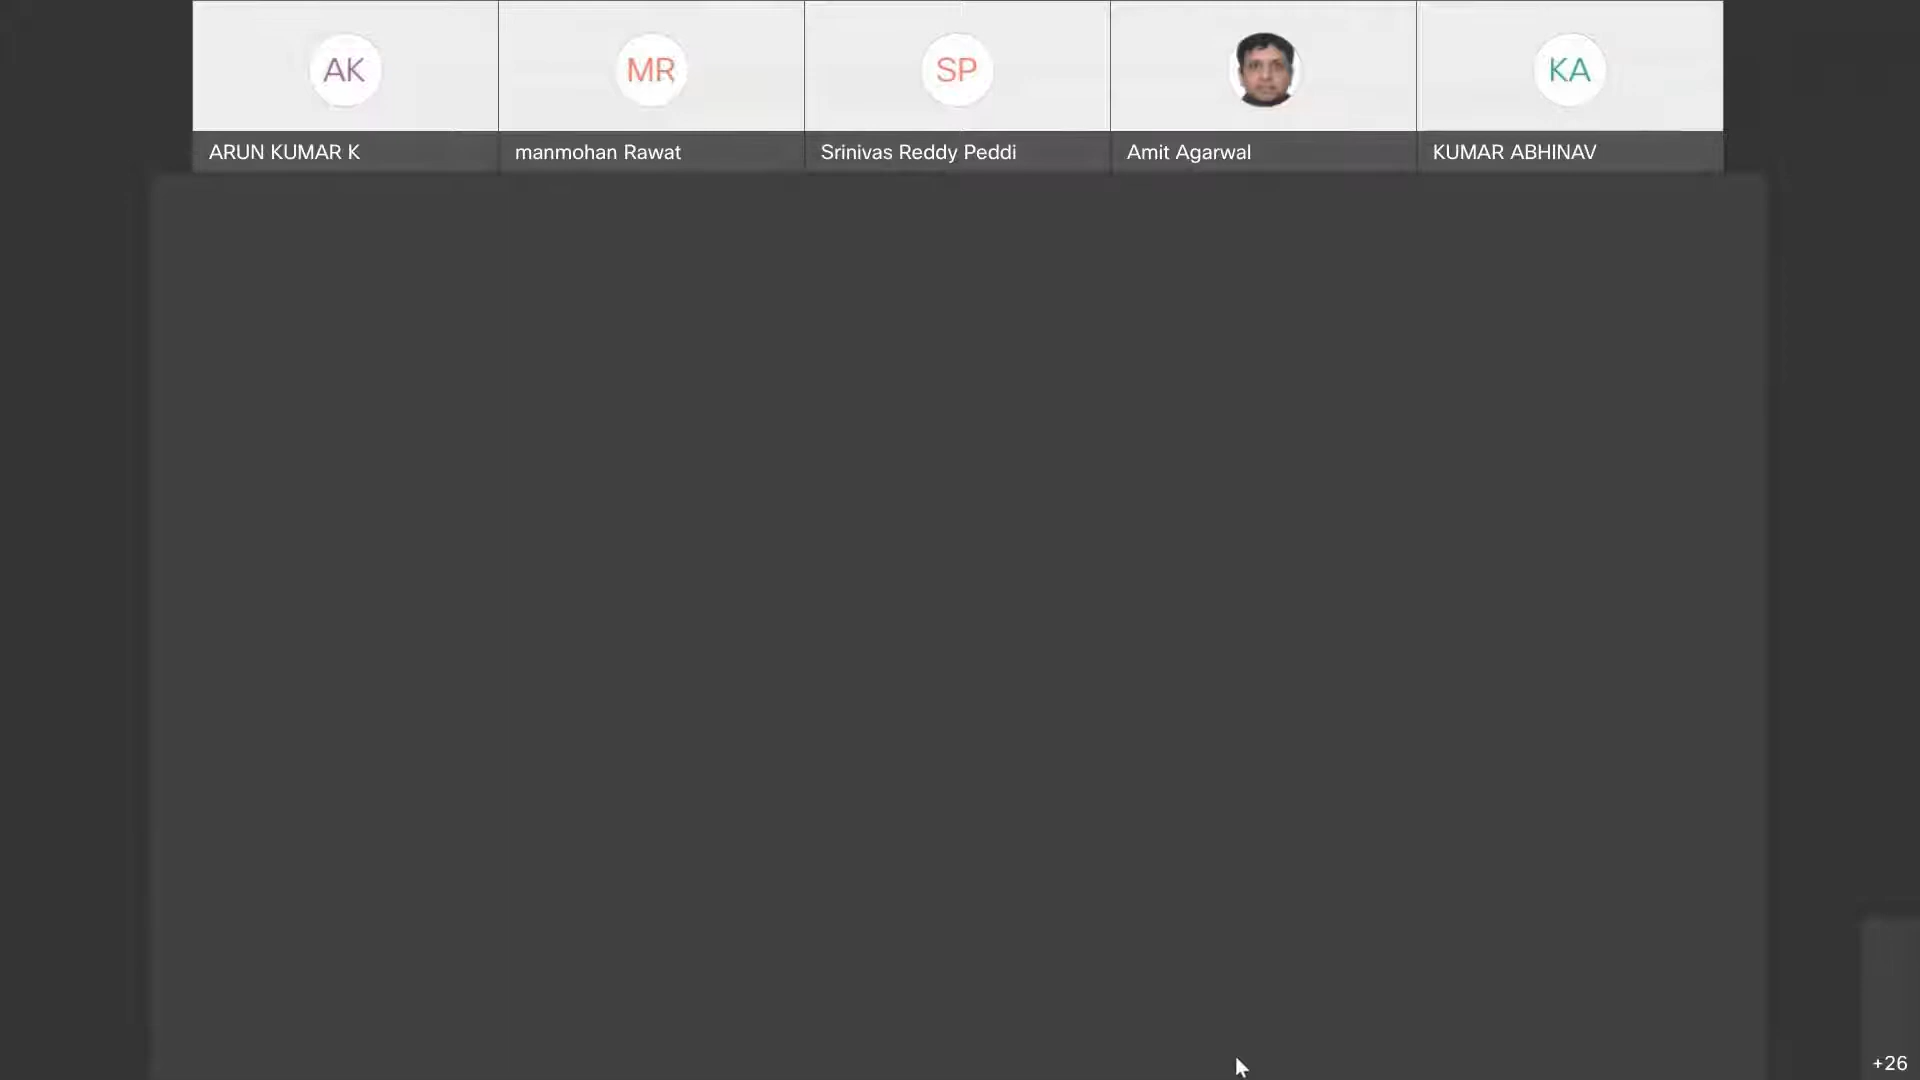 AK
MR
SP
KA
ARUN KUMAR K
manmohan Rawat
Srinivas Reddy Peddi
Amit Agarwal
KUMAR ABHINAV
+26